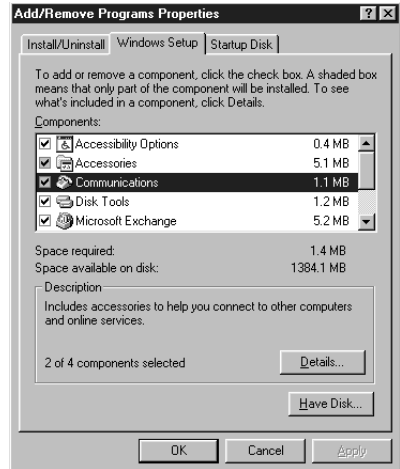 Add/Remove Programs Properties
Install/Uninstall Windows Setup Startup Disk
To add or remove a component, click the check box. A shaded box
means that only part of the component will be installed. To see
what's included in a component, click Details.
Components:
Accessibility Options 0.4 MB
Accessories 5.1 MB
Communications 1.1 MB
Disk Tools 1.2 MB
Microsoft Exchange 5.2 MB
Space required: 1.4 MB
Space available on disk: 1384.1 MB
Description
Includes accessories to help you connect to other computers
and online services.
2 of 4 components selected Details...
Have Disk...
OK Cancel Apply